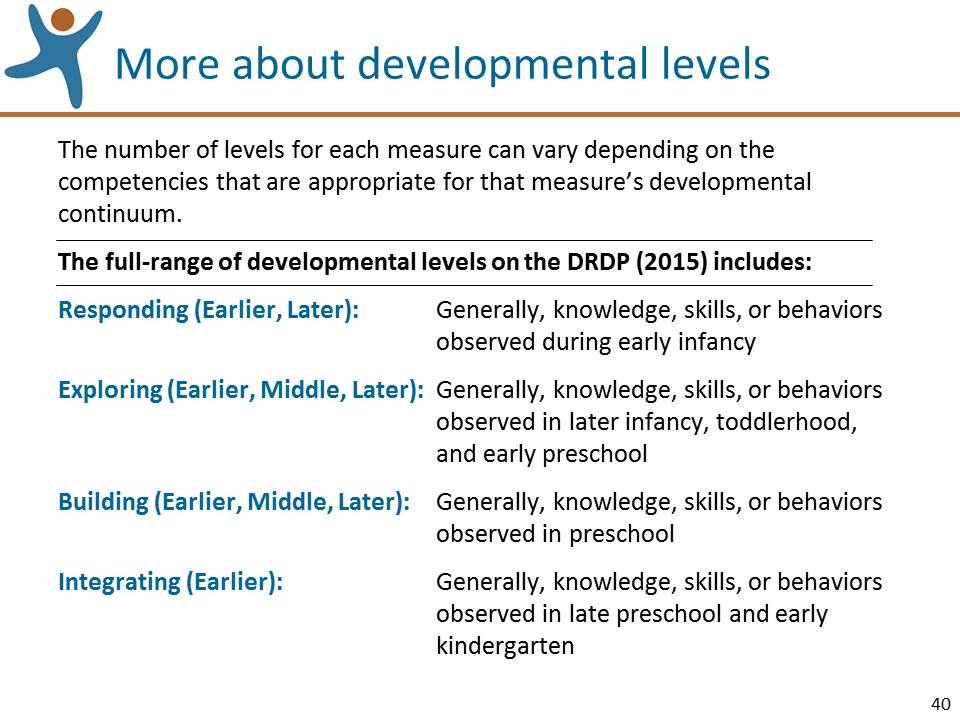 More about developmental levels
The number of levels for each measure can vary depending on the
competencies that are appropriate for that measure’s developmental
continuum.
The full-range of developmental levels on the DRDP (2015) includes:
Responding (Earlier, Later): Generally, knowledge, skills, or behaviors
observed during early infancy
Exploring (Earlier, Middle, Later): Generally, knowledge, skills, or behaviors
observed in later infancy, toddlerhood,
and early preschool
Building (Earlier, Middle, Later): Generally, knowledge, skills, or behaviors
observed in preschool
Integrating (Earlier): Generally, knowledge, skills, or behaviors
observed in late preschool and early
kindergarten
40